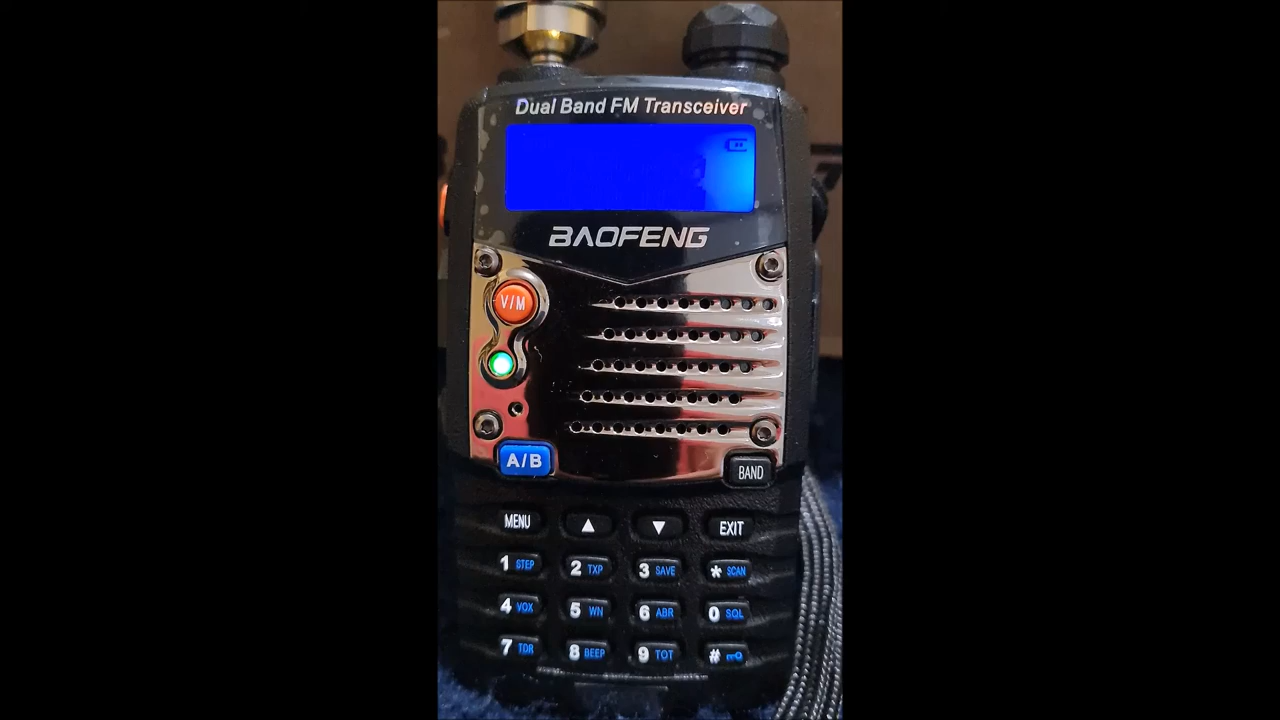 Dual Band FM Transceiver
BAOFENG
V/M
A/B
BAND
MENU ▲ ▼ EXIT
1 STEP 2 TXP 3 SAVE * SCAN
4 VOX 5 WN 6 ABR 0 SQL
7 TDR 8 BEEP 9 TOT #